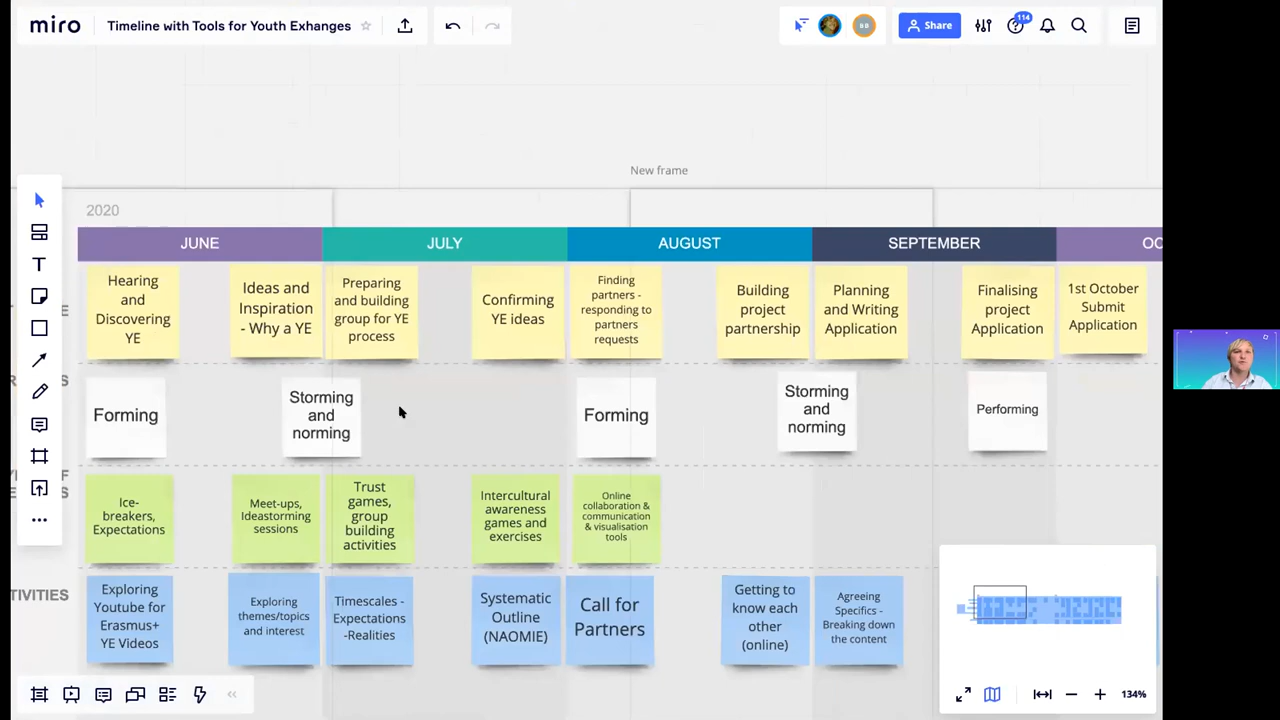 miro
Timeline with Tools for Youth Exhanges
Share
114
New frame
2020
JUNE
JULY
AUGUST
SEPTEMBER
OC
Hearing
and
Discovering
YE
Ideas and
Inspiration
- Why a YE
Preparing
and building
group for YE
process
Confirming
YE ideas
Finding
partners -
responding to
partners
requests
Building
project
partnership
Planning
and Writing
Application
Finalising
project
Application
1st October
Submit
Application
Forming
Storming
and
norming
Forming
Storming
and
norming
Performing
Ice-
breakers,
Expectations
Meet-ups,
Ideastorming
sessions
Trust
games,
group
building
activities
Intercultural
awareness
games and
exercises
Online
collaboration &
communication
& visualisation
tools
TIVITIES
Exploring
Youtube for
Erasmus+
YE Videos
Exploring
themes/topics
and interest
Timescales -
Expectations
-Realities
Systematic
Outline
(NAOMIE)
Call for
Partners
Getting to
know each
other
(online)
Agreeing
Specifics -
Breaking down
the content
134%